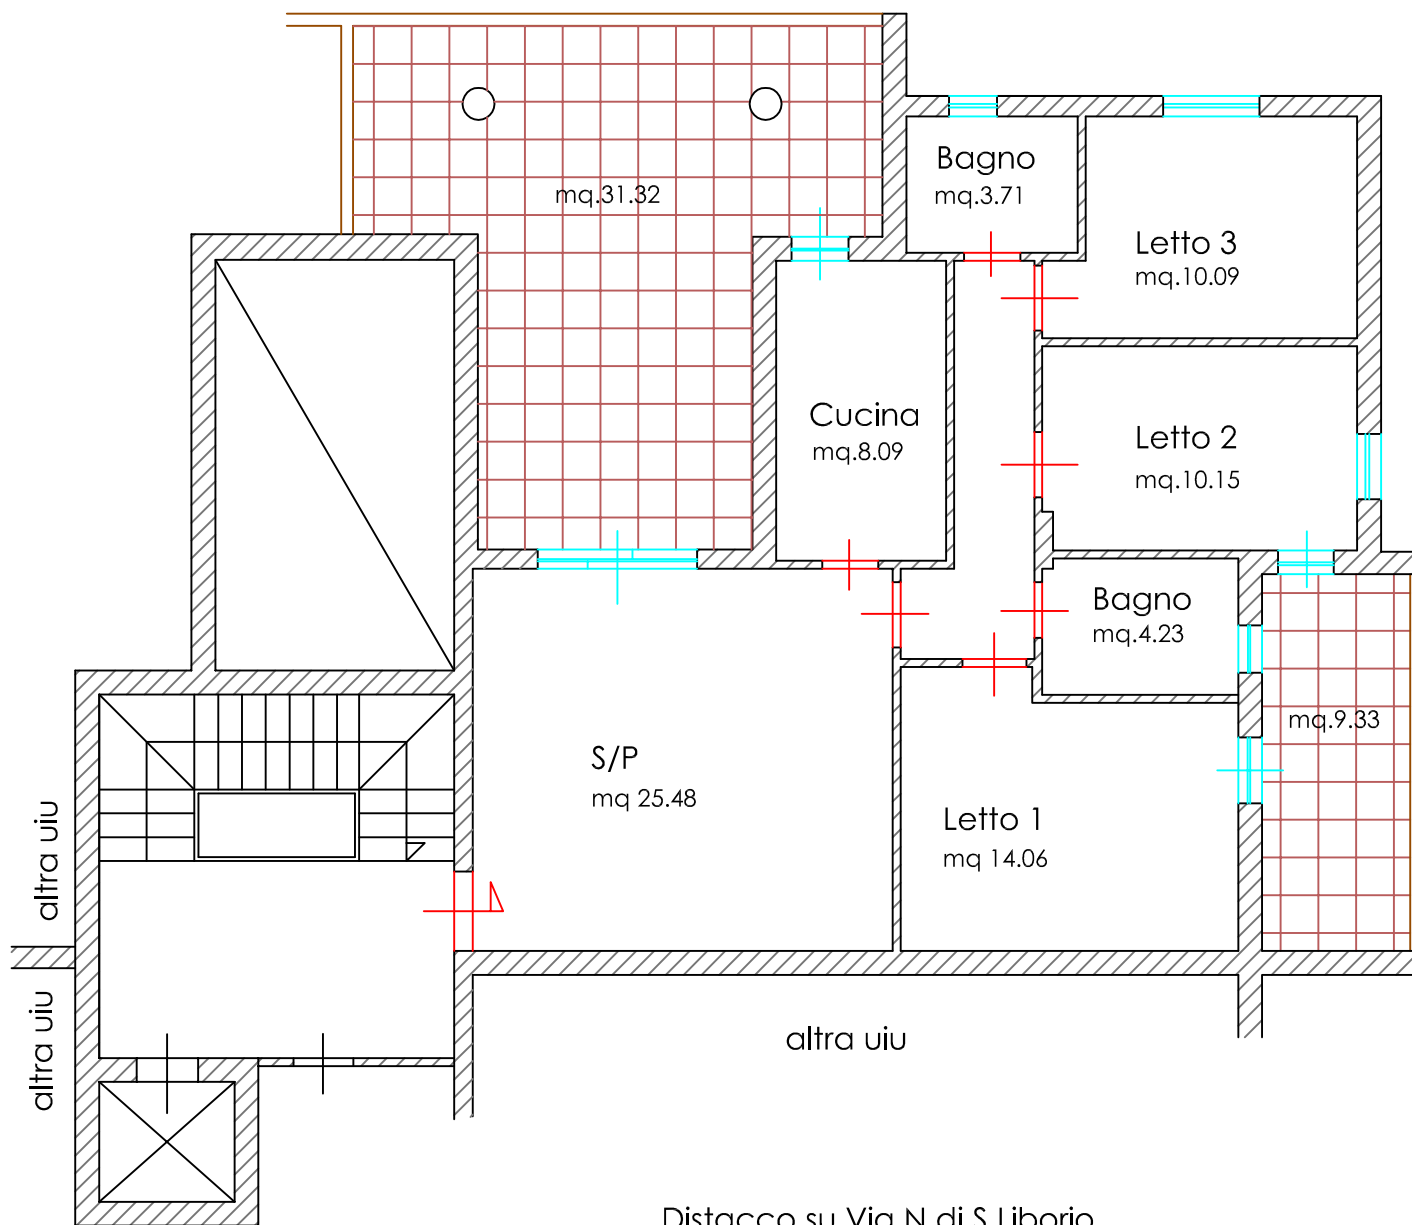 Bagno
mq.3.71
mq.31.32
Letto 3
mq.10.09
Cucina
mq.8.09
Letto 2
mq.10.15
Bagno
mq.4.23
mq.9.33
S/P
mq 25.48
Letto 1
mq 14.06
altra uiu
altra uiu
altra uiu
Distacco su Via N di S Liborio